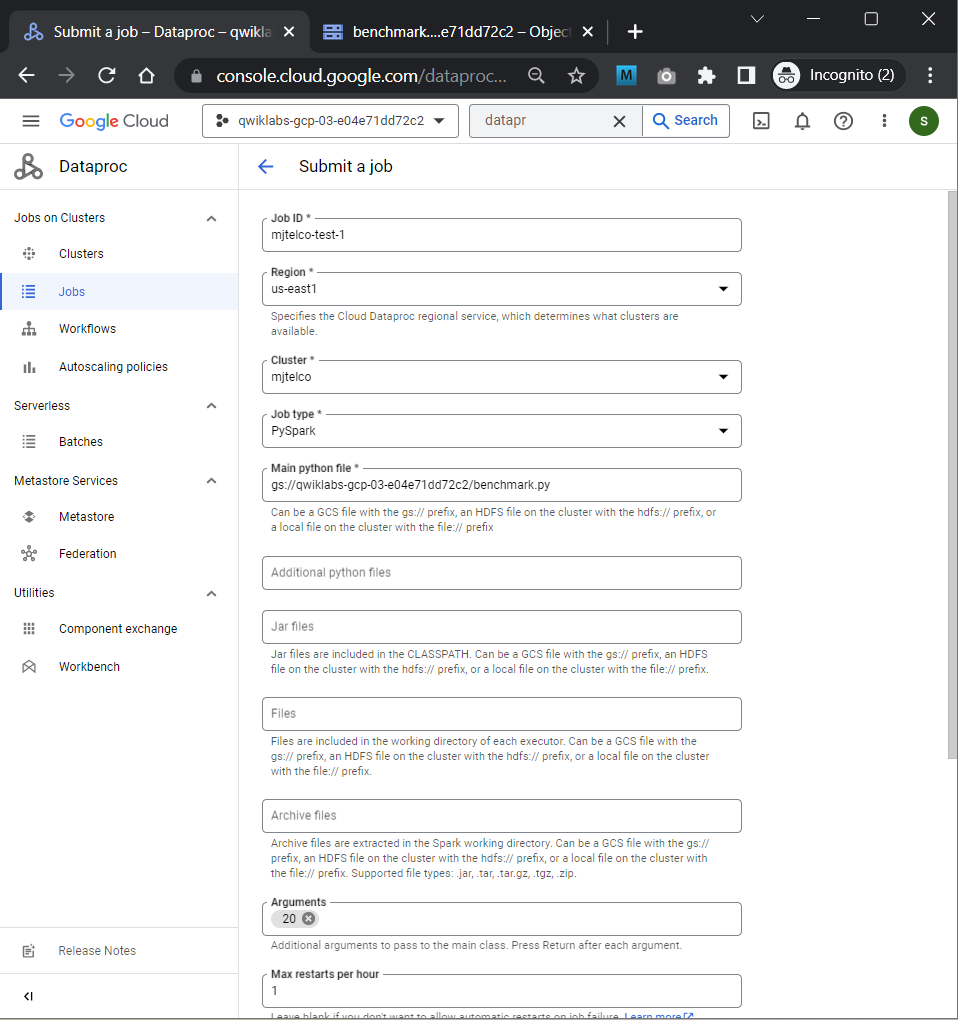 Submit a job – Dataproc – qwikla
benchmark....e71dd72c2 – Object
console.cloud.google.com/dataproc...
M
Incognito (2)
Google Cloud
qwiklabs-gcp-03-e04e71dd72c2
datapr
Search
S
Dataproc
Submit a job
Jobs on Clusters
Clusters
Jobs
Workflows
Autoscaling policies
Serverless
Batches
Metastore Services
Metastore
Federation
Utilities
Component exchange
Workbench
Release Notes
Job ID *
mjtelco-test-1
Region *
us-east1
Specifies the Cloud Dataproc regional service, which determines what clusters are
available.
Cluster *
mjtelco
Job type *
PySpark
Main python file *
gs://qwiklabs-gcp-03-e04e71dd72c2/benchmark.py
Can be a GCS file with the gs:// prefix, an HDFS file on the cluster with the hdfs:// prefix, or
a local file on the cluster with the file:// prefix
Additional python files
Jar files
Jar files are included in the CLASSPATH. Can be a GCS file with the gs:// prefix, an HDFS
file on the cluster with the hdfs:// prefix, or a local file on the cluster with the file:// prefix.
Files
Files are included in the working directory of each executor. Can be a GCS file with the
gs:// prefix, an HDFS file on the cluster with the hdfs:// prefix, or a local file on the cluster
with the file:// prefix.
Archive files
Archive files are extracted in the Spark working directory. Can be a GCS file with the gs://
prefix, an HDFS file on the cluster with the hdfs:// prefix, or a local file on the cluster with
the file:// prefix. Supported file types: .jar, .tar, .tar.gz, .tgz, .zip.
Arguments
20
Additional arguments to pass to the main class. Press Return after each argument.
Max restarts per hour
1
Leave blank if you don't want to allow automatic restarts on job failure. Learn more